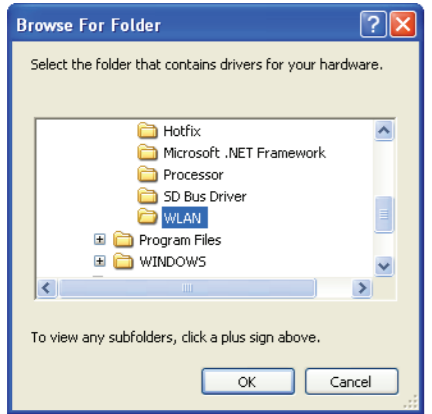 Browse For Folder
Select the folder that contains drivers for your hardware.
Hotfix
Microsoft .NET Framework
Processor
SD Bus Driver
WLAN
Program Files
WINDOWS
To view any subfolders, click a plus sign above.
OK Cancel